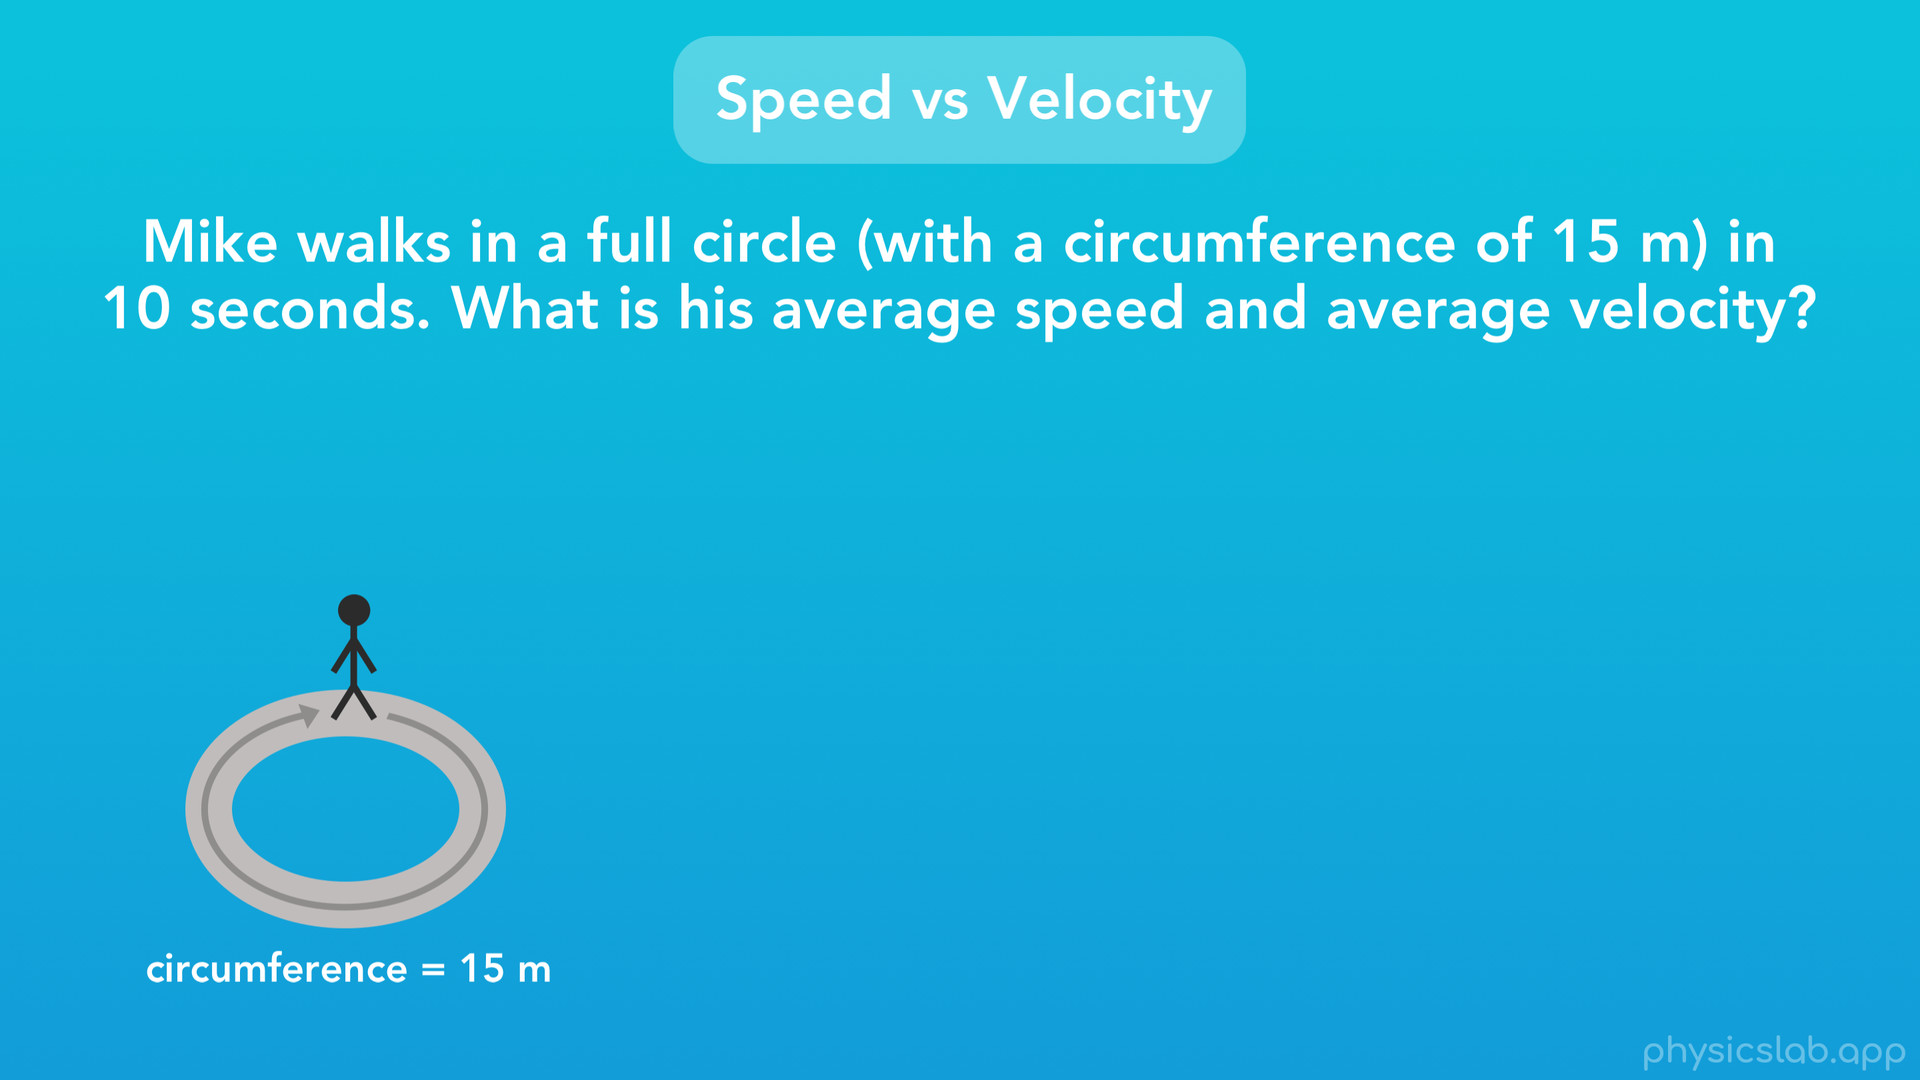 Speed vs Velocity
Mike walks in a full circle (with a circumference of 15 m) in
10 seconds. What is his average speed and average velocity?
circumference = 15 m
physicslab.app